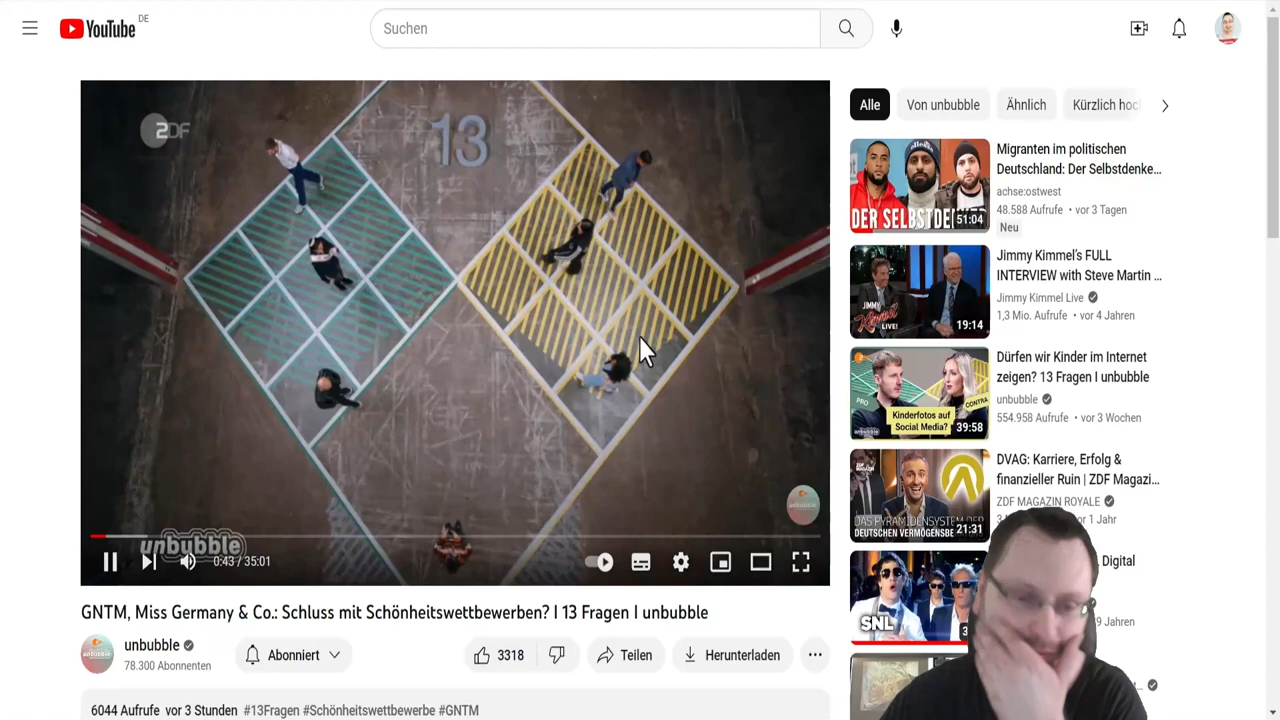 YouTube DE
Suchen
ZDF
13
unbubble
0:43 / 35:01
GNTM, Miss Germany & Co.: Schluss mit Schönheitswettbewerben? I 13 Fragen I unbubble
unbubble
78.300 Abonnenten
Abonniert
3318
Teilen
Herunterladen
6044 Aufrufe vor 3 Stunden #13Fragen #Schönheitswettbewerbe #GNTM
Alle
Von unbubble
Ähnlich
Kürzlich hoc
DER SELBSTDE
51:04
Migranten im politischen
Deutschland: Der Selbstdenke...
achse:ostwest
48.588 Aufrufe • vor 3 Tagen
Neu
JIMMY KIMMEL LIVE!
19:14
Jimmy Kimmel's FULL
INTERVIEW with Steve Martin ...
Jimmy Kimmel Live
1,3 Mio. Aufrufe • vor 4 Jahren
PRO
CONTRA
Kinderfotos auf
Social Media?
unbubble
39:58
Dürfen wir Kinder im Internet
zeigen? 13 Fragen I unbubble
unbubble
554.958 Aufrufe • vor 3 Wochen
DAS PYRAMIDENSYSTEM DER
DEUTSCHEN VERMÖGENSBE
21:31
DVAG: Karriere, Erfolg &
finanzieller Ruin | ZDF Magazi...
ZDF MAGAZIN ROYALE
or 1 Jahr
SNL
Digital
9 Jahren